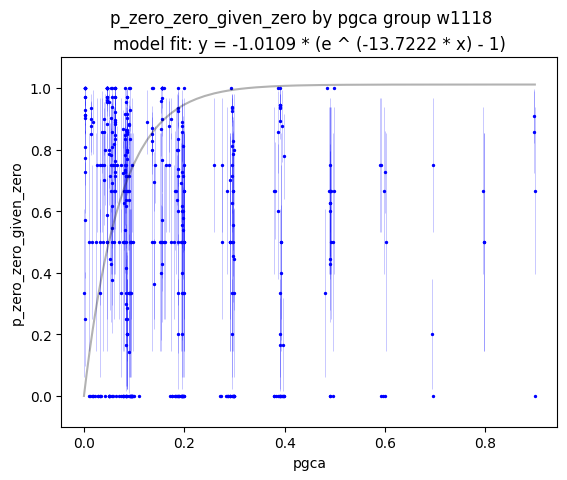 p_zero_zero_given_zero by pgca group w1118
model fit: y = -1.0109 * (e ^ (-13.7222 * x) - 1)
1.0
0.8
0.6
0.4
0.2
0.0
p_zero_zero_given_zero
0.0 0.2 0.4 0.6 0.8
pgca